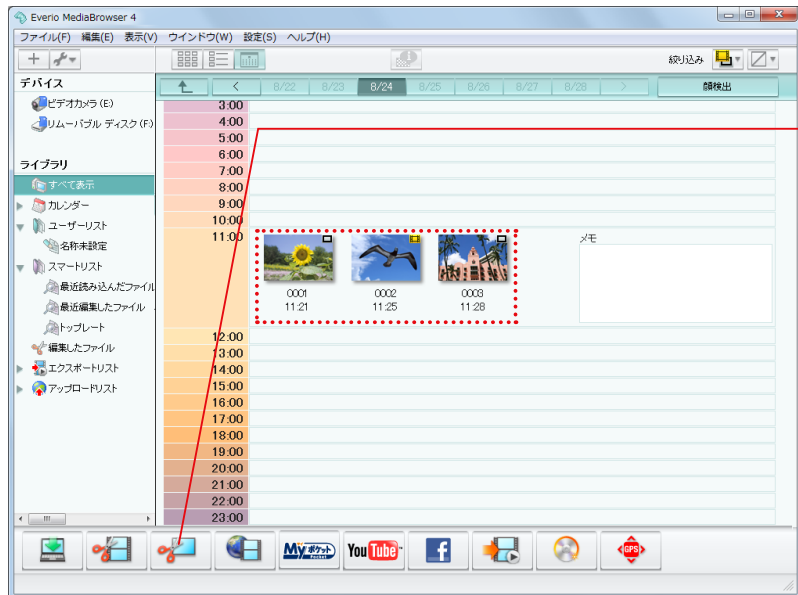 Everio MediaBrowser 4
ファイル(F) 編集(E) 表示(V) ウインドウ(W) 設定(S) ヘルプ(H)
絞り込み
デバイス
ビデオカメラ (E)
リムーバブル ディスク (F)
ライブラリ
すべて表示
カレンダー
ユーザーリスト
名称未設定
スマートリスト
最近読み込んだファイル
最近編集したファイル
トップレート
編集したファイル
エクスポートリスト
アップロードリスト
< 8/22 8/23 8/24 8/25 8/26 8/27 8/28 > 顔検出
3:00
4:00
5:00
6:00
7:00
8:00
9:00
10:00
11:00
メモ
0001 0002 0003
11:21 11:25 11:28
12:00
13:00
14:00
15:00
16:00
17:00
18:00
19:00
20:00
21:00
22:00
23:00
Myポケット Pocket
You Tube
f
GPS